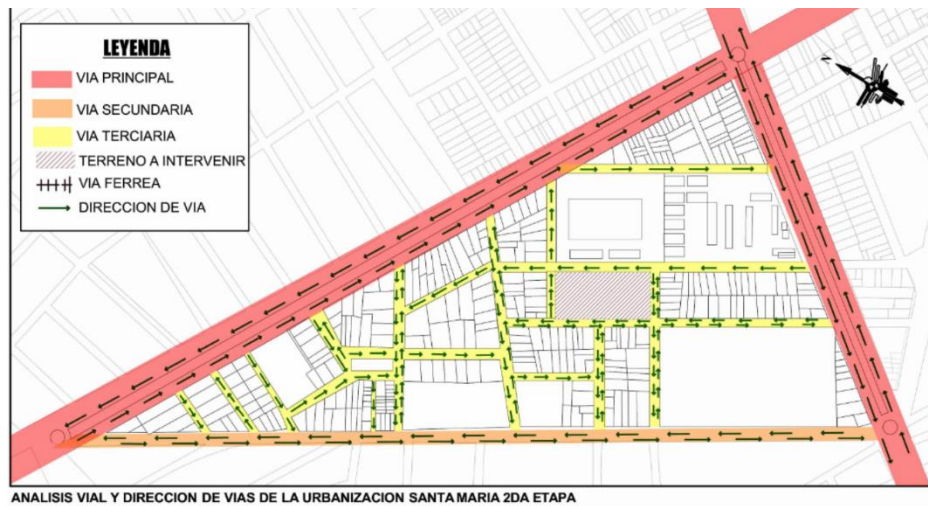 LEYENDA
VIA PRINCIPAL
VIA SECUNDARIA
VIA TERCIARIA
TERRENO A INTERVENIR
VIA FERREA
DIRECCION DE VIA
N
ANALISIS VIAL Y DIRECCION DE VIAS DE LA URBANIZACION SANTA MARIA 2DA ETAPA